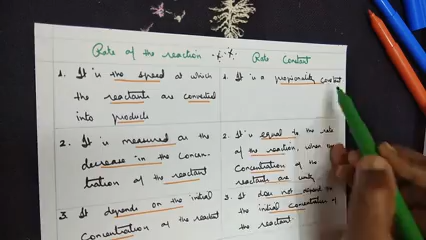 Rate of the reaction
Rate Constant
1. It is the speed at which
the reactants are converted
into products
2. It is measured as the
decrease in the Concen-
tration of the reactant
3. It depends on the initial
Concentration of the reactant
1. It is a proportionality constant
2. It is equal to the rate
of the reaction, when
Concentration of the
reactants are unity
3. It does not depend
the initial Concentration of
the reactant